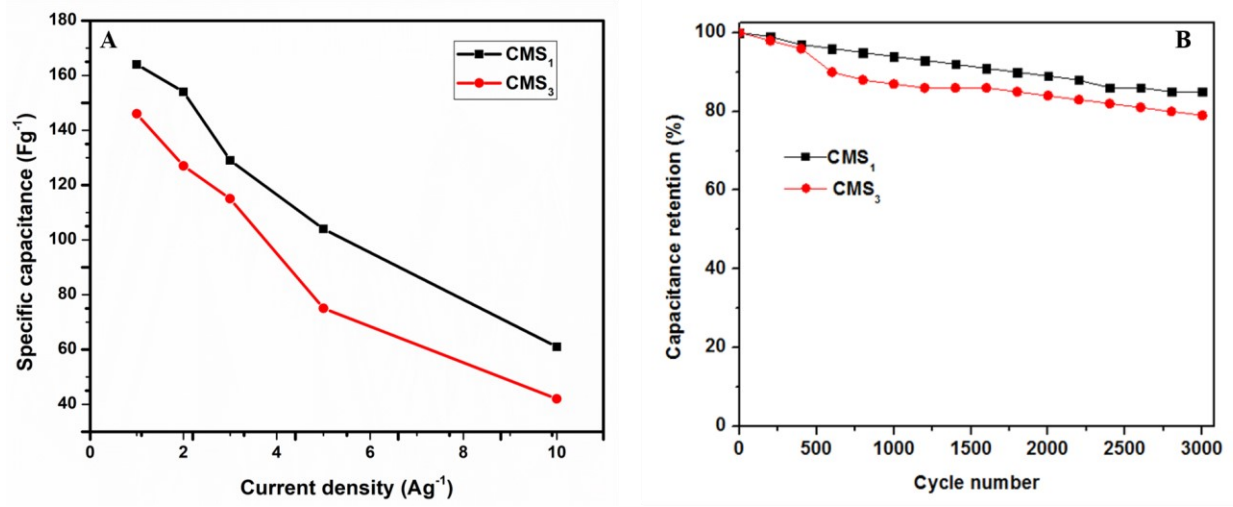 A
CMS₁
CMS₃
180
160
140
120
100
80
60
40
0
2
4
6
8
10
Specific capacitance (Fg⁻¹)
Current density (Ag⁻¹)
B
CMS₁
CMS₃
100
80
60
40
20
0
0
500
1000
1500
2000
2500
3000
Capacitance retention (%)
Cycle number